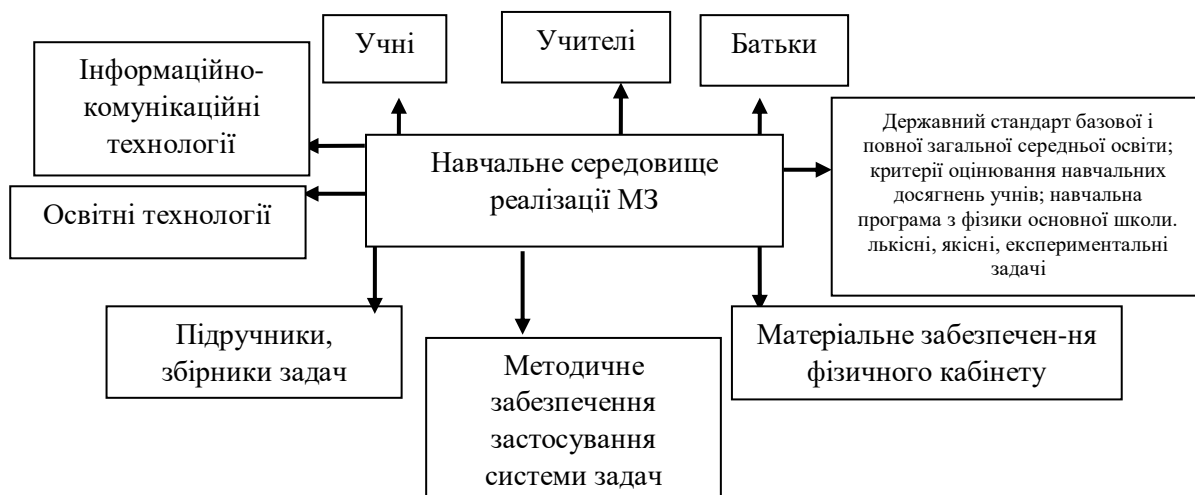 Учні
Учителі
Батьки
Інформаційно-
комунікаційні
технології
Державний стандарт базової і
повної загальної середньої освіти;
критерії оцінювання навчальних
досягнень учнів; навчальна
програма з фізики основної школи.
лькісні, якісні, експериментальні
задачі
Навчальне середовище
реалізації МЗ
Освітні технології
Підручники,
збірники задач
Методичне
забезпечення
застосування
системи задач
Матеріальне забезпечен-ня
фізичного кабінету